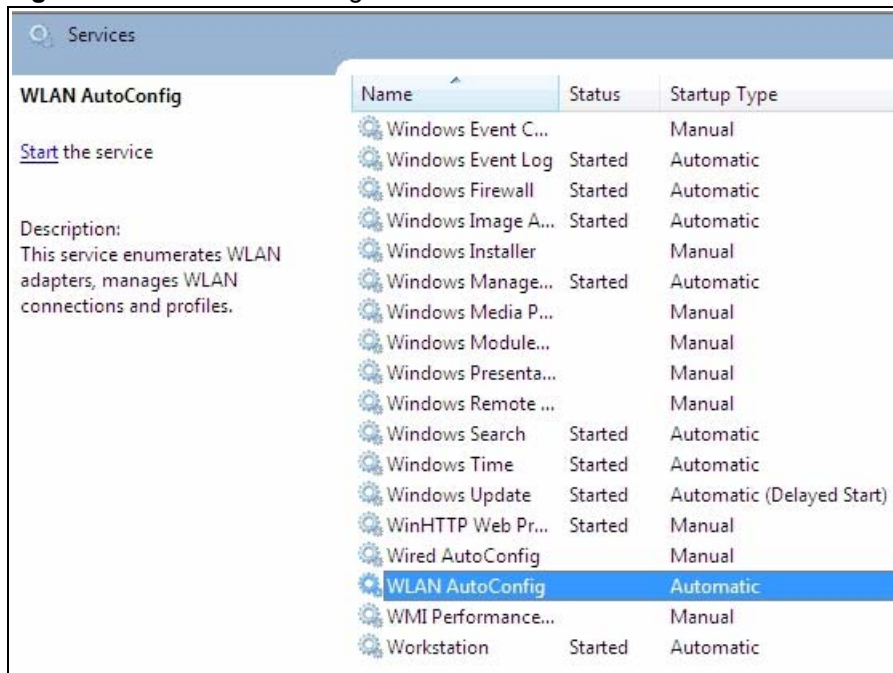 Services
WLAN AutoConfig
Start the service
Description:
This service enumerates WLAN
adapters, manages WLAN
connections and profiles.
Name Status Startup Type
Windows Event C... Manual
Windows Event Log Started Automatic
Windows Firewall Started Automatic
Windows Image A... Started Automatic
Windows Installer Manual
Windows Manage... Started Automatic
Windows Media P... Manual
Windows Module... Manual
Windows Presenta... Manual
Windows Remote ... Manual
Windows Search Started Automatic
Windows Time Started Automatic
Windows Update Started Automatic (Delayed Start)
WinHTTP Web Pr... Started Manual
Wired AutoConfig Manual
WLAN AutoConfig Automatic
WMI Performance... Manual
Workstation Started Automatic